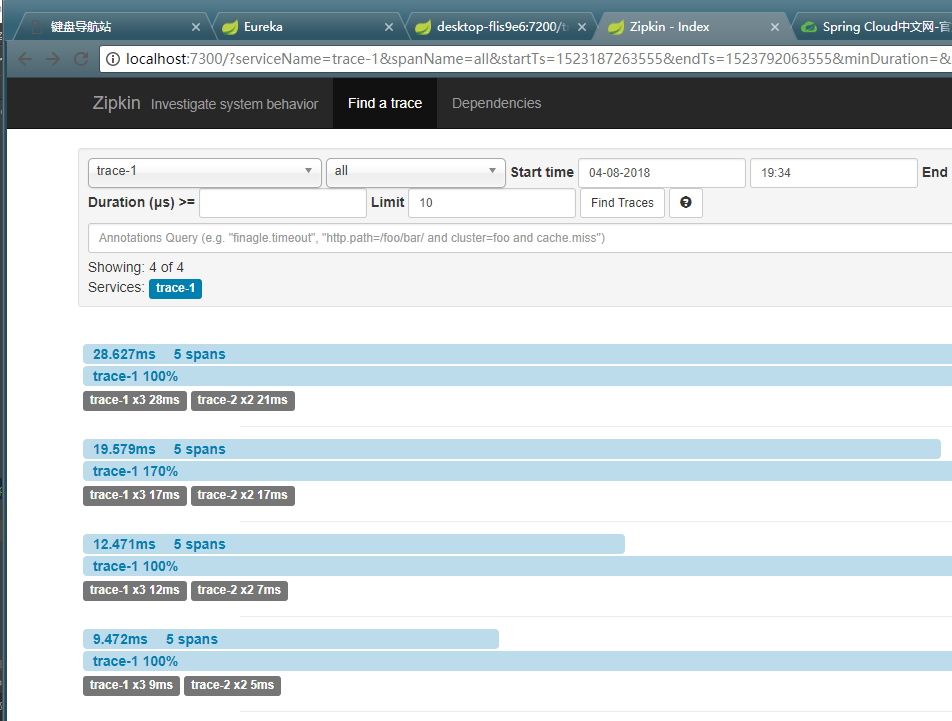 键盘导航站
Eureka
desktop-flis9e6:7200/t
Zipkin - Index
Spring Cloud中文网-官
localhost:7300/?serviceName=trace-1&spanName=all&startTs=1523187263555&endTs=1523792063555&minDuration=&
Zipkin Investigate system behavior Find a trace Dependencies
trace-1 all Start time 04-08-2018 19:34 End
Duration (μs) >= Limit 10 Find Traces ?
Annotations Query (e.g. "finagle.timeout", "http.path=/foo/bar/ and cluster=foo and cache.miss")
Showing: 4 of 4
Services: trace-1
28.627ms 5 spans
trace-1 100%
trace-1 x3 28ms trace-2 x2 21ms
19.579ms 5 spans
trace-1 170%
trace-1 x3 17ms trace-2 x2 17ms
12.471ms 5 spans
trace-1 100%
trace-1 x3 12ms trace-2 x2 7ms
9.472ms 5 spans
trace-1 100%
trace-1 x3 9ms trace-2 x2 5ms